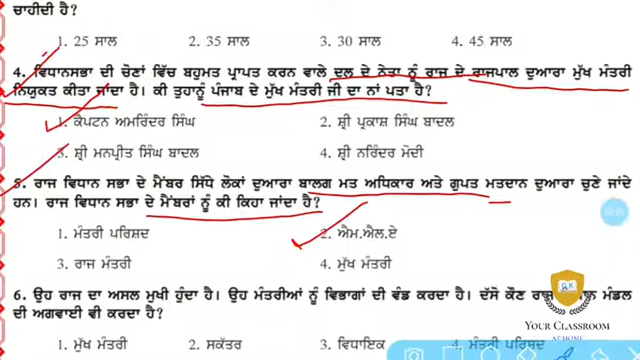 ਚਾਹੀਦੀ ਹੈ?
1. 25 ਸਾਲ 2. 35 ਸਾਲ 3. 30 ਸਾਲ 4. 45 ਸਾਲ
4. ਵਿਧਾਨਸਭਾ ਦੀ ਚੋਣਾਂ ਵਿੱਚ ਬਹੁਮਤ ਪ੍ਰਾਪਤ ਕਰਨ ਵਾਲੇ ਦਲ ਦੇ ਨੇਤਾ ਨੂੰ ਰਾਜ ਦੇ ਰਾਜਪਾਲ ਦੁਆਰਾ ਮੁੱਖ ਮੰਤਰੀ
ਨਿਯੁਕਤ ਕੀਤਾ ਜਾਂਦਾ ਹੈ। ਕੀ ਤੁਹਾਨੂੰ ਪੰਜਾਬ ਦੇ ਮੁੱਖ ਮੰਤਰੀ ਜੀ ਦਾ ਨਾਂ ਪਤਾ ਹੈ?
1. ਕੈਪਟਨ ਅਮਰਿੰਦਰ ਸਿੰਘ 2. ਸ਼੍ਰੀ ਪ੍ਰਕਾਸ਼ ਸਿੰਘ ਬਾਦਲ
3. ਸ਼੍ਰੀ ਮਨਪ੍ਰੀਤ ਸਿੰਘ ਬਾਦਲ 4. ਸ਼੍ਰੀ ਨਰਿੰਦਰ ਮੋਦੀ
5. ਰਾਜ ਵਿਧਾਨ ਸਭਾ ਦੇ ਮੈਂਬਰ ਸਿੱਧੇ ਲੋਕਾਂ ਦੁਆਰਾ ਬਾਲਗ ਮਤ ਅਧਿਕਾਰ ਅਤੇ ਗੁਪਤ ਮਤਦਾਨ ਦੁਆਰਾ ਚੁਣੇ ਜਾਂਦੇ
ਹਨ। ਰਾਜ ਵਿਧਾਨ ਸਭਾ ਦੇ ਮੈਂਬਰਾਂ ਨੂੰ ਕੀ ਕਿਹਾ ਜਾਂਦਾ ਹੈ?
1. ਮੰਤਰੀ ਪਰਿਸ਼ਦ 2. ਐਮ.ਐਲ.ਏ
3. ਰਾਜ ਮੰਤਰੀ 4. ਮੁੱਖ ਮੰਤਰੀ
6. ਉਹ ਰਾਜ ਦਾ ਅਸਲ ਮੁਖੀ ਹੁੰਦਾ ਹੈ। ਉਹ ਮੰਤਰੀਆਂ ਨੂੰ ਵਿਭਾਗਾਂ ਦੀ ਵੰਡ ਕਰਦਾ ਹੈ। ਦੱਸੋ ਕੌਣ ਮੰਡਲ
ਦੀ ਅਗਵਾਈ ਵੀ ਕਰਦਾ ਹੈ?
YOUR CLASSROOM
AT HOME
1. ਮੁੱਖ ਮੰਤਰੀ 2. ਸਕੱਤਰ 3. ਵਿਧਾਇਕ 4. ਮੰਤਰੀ ਪਰਿਸ਼ਦ